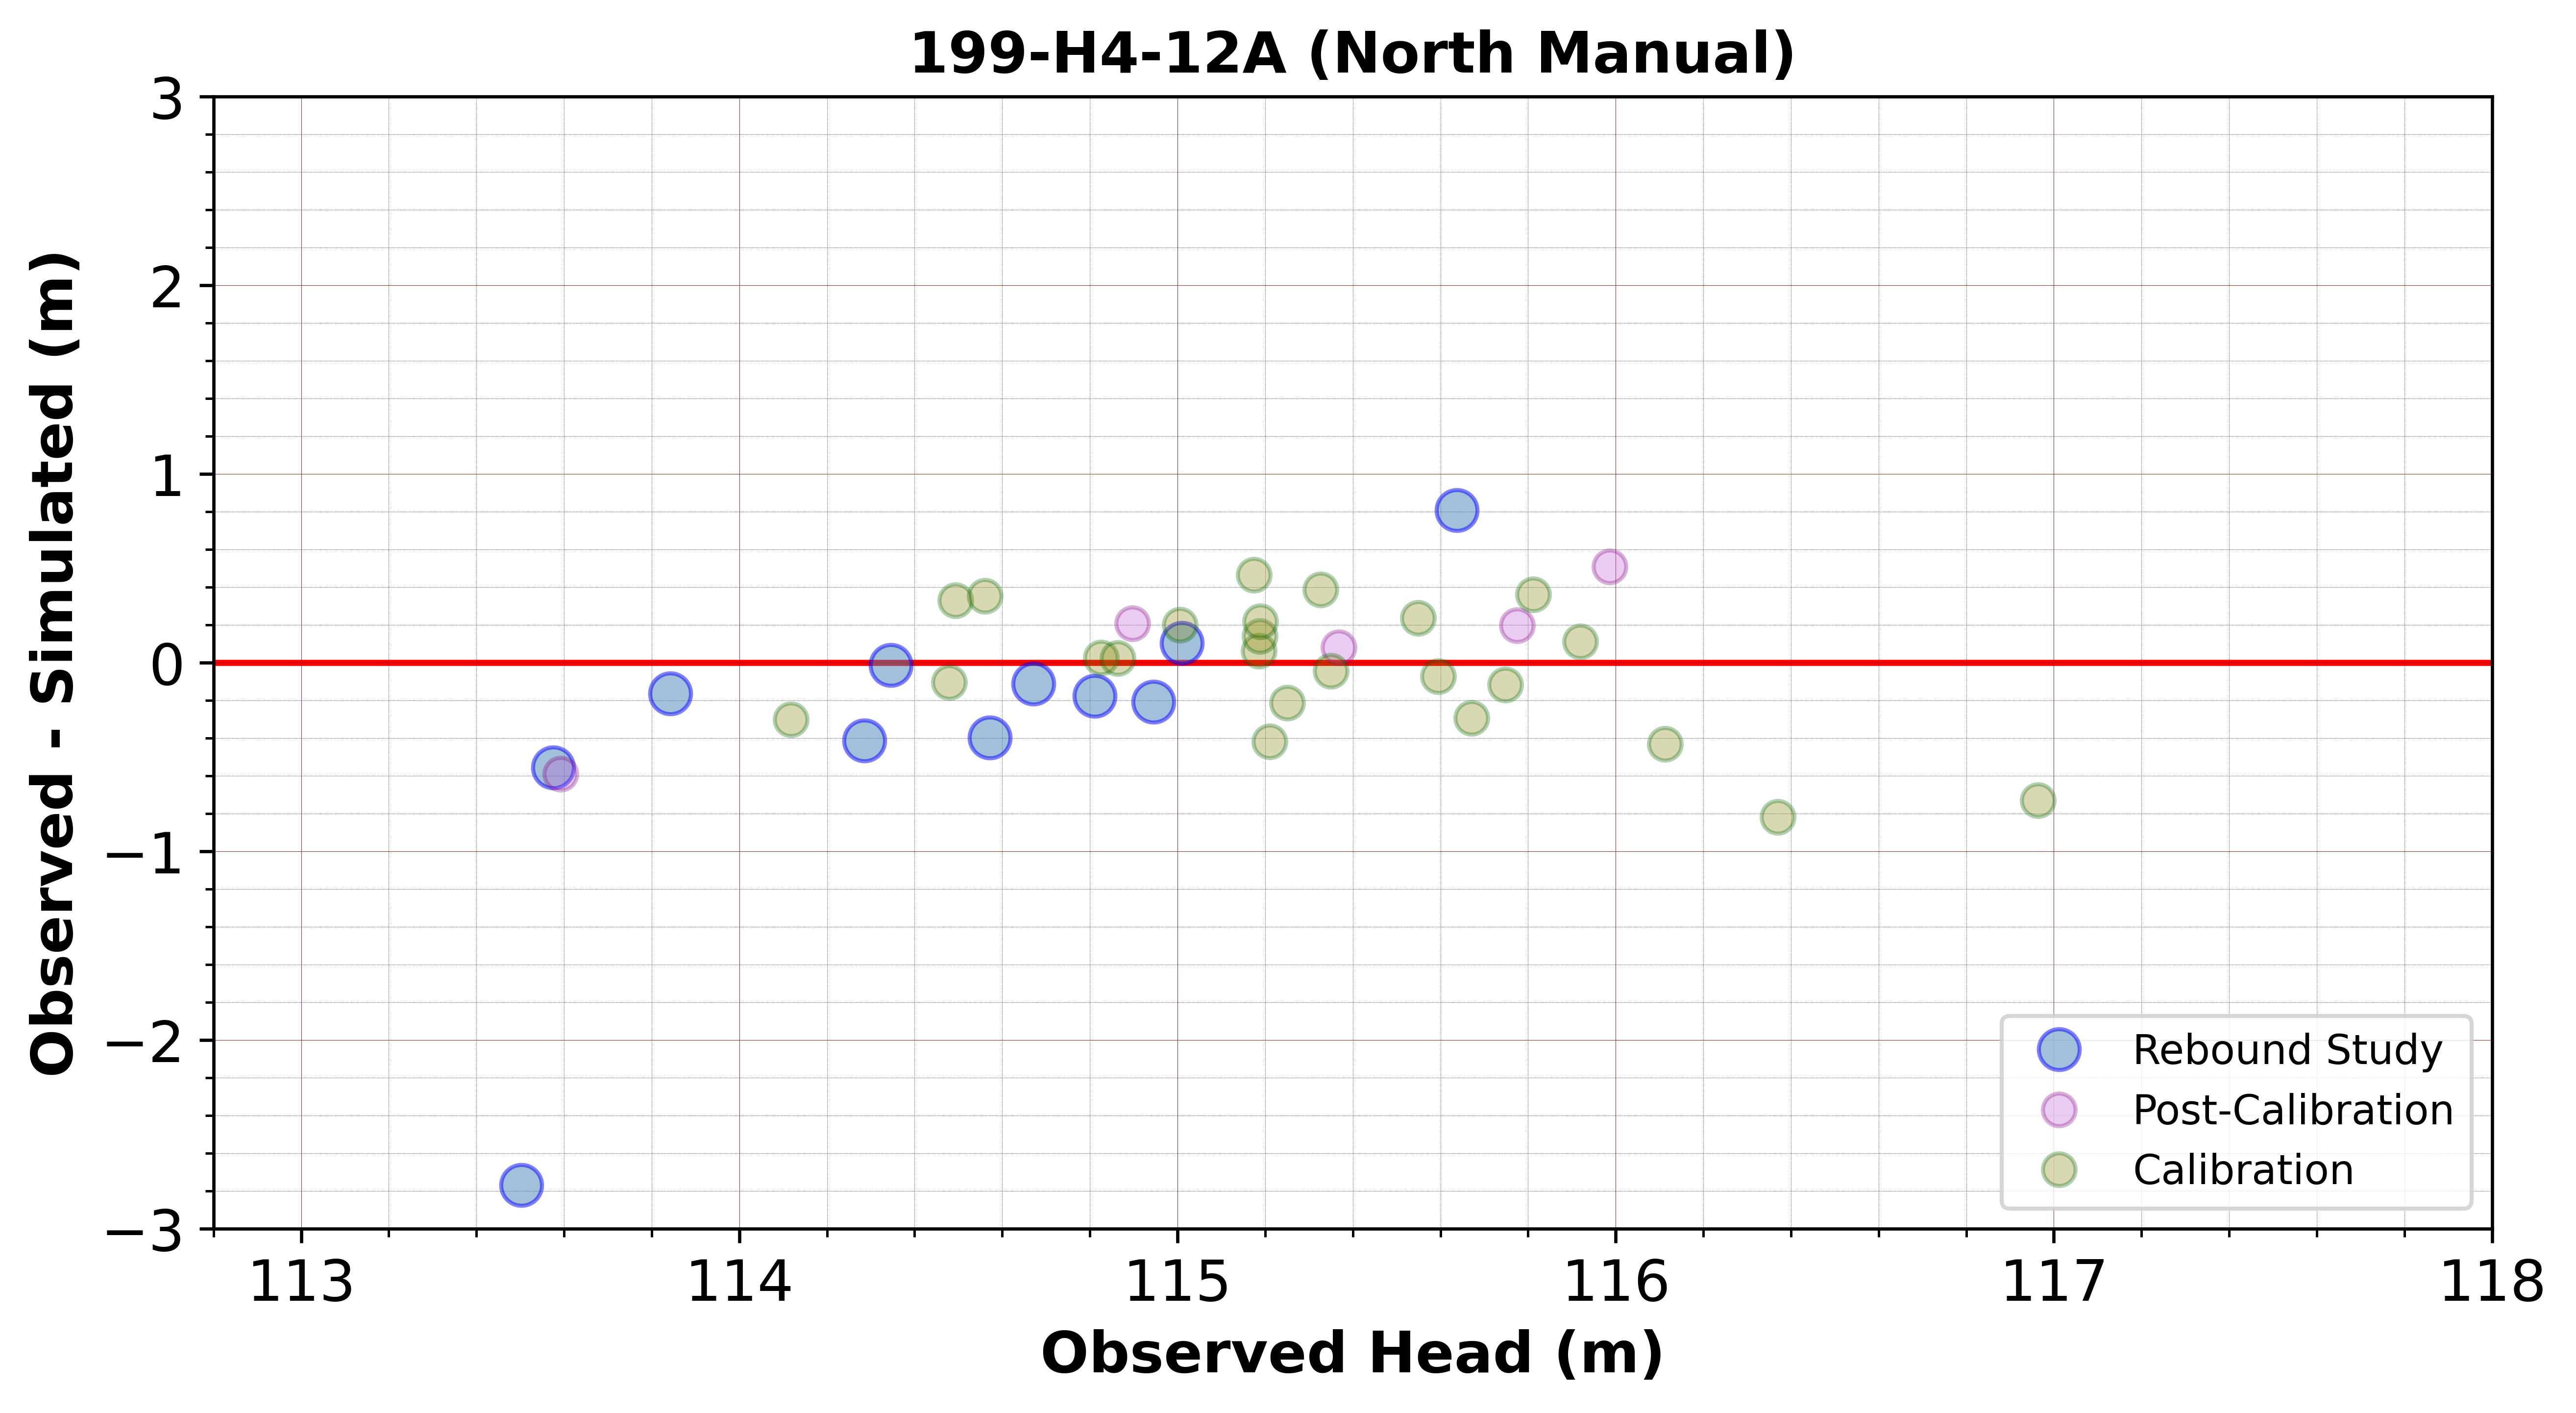 199-H4-12A (North Manual)
Observed - Simulated (m)
3
2
1
0
−1
−2
−3
113 114 115 116 117 118
Observed Head (m)
Rebound Study
Post-Calibration
Calibration